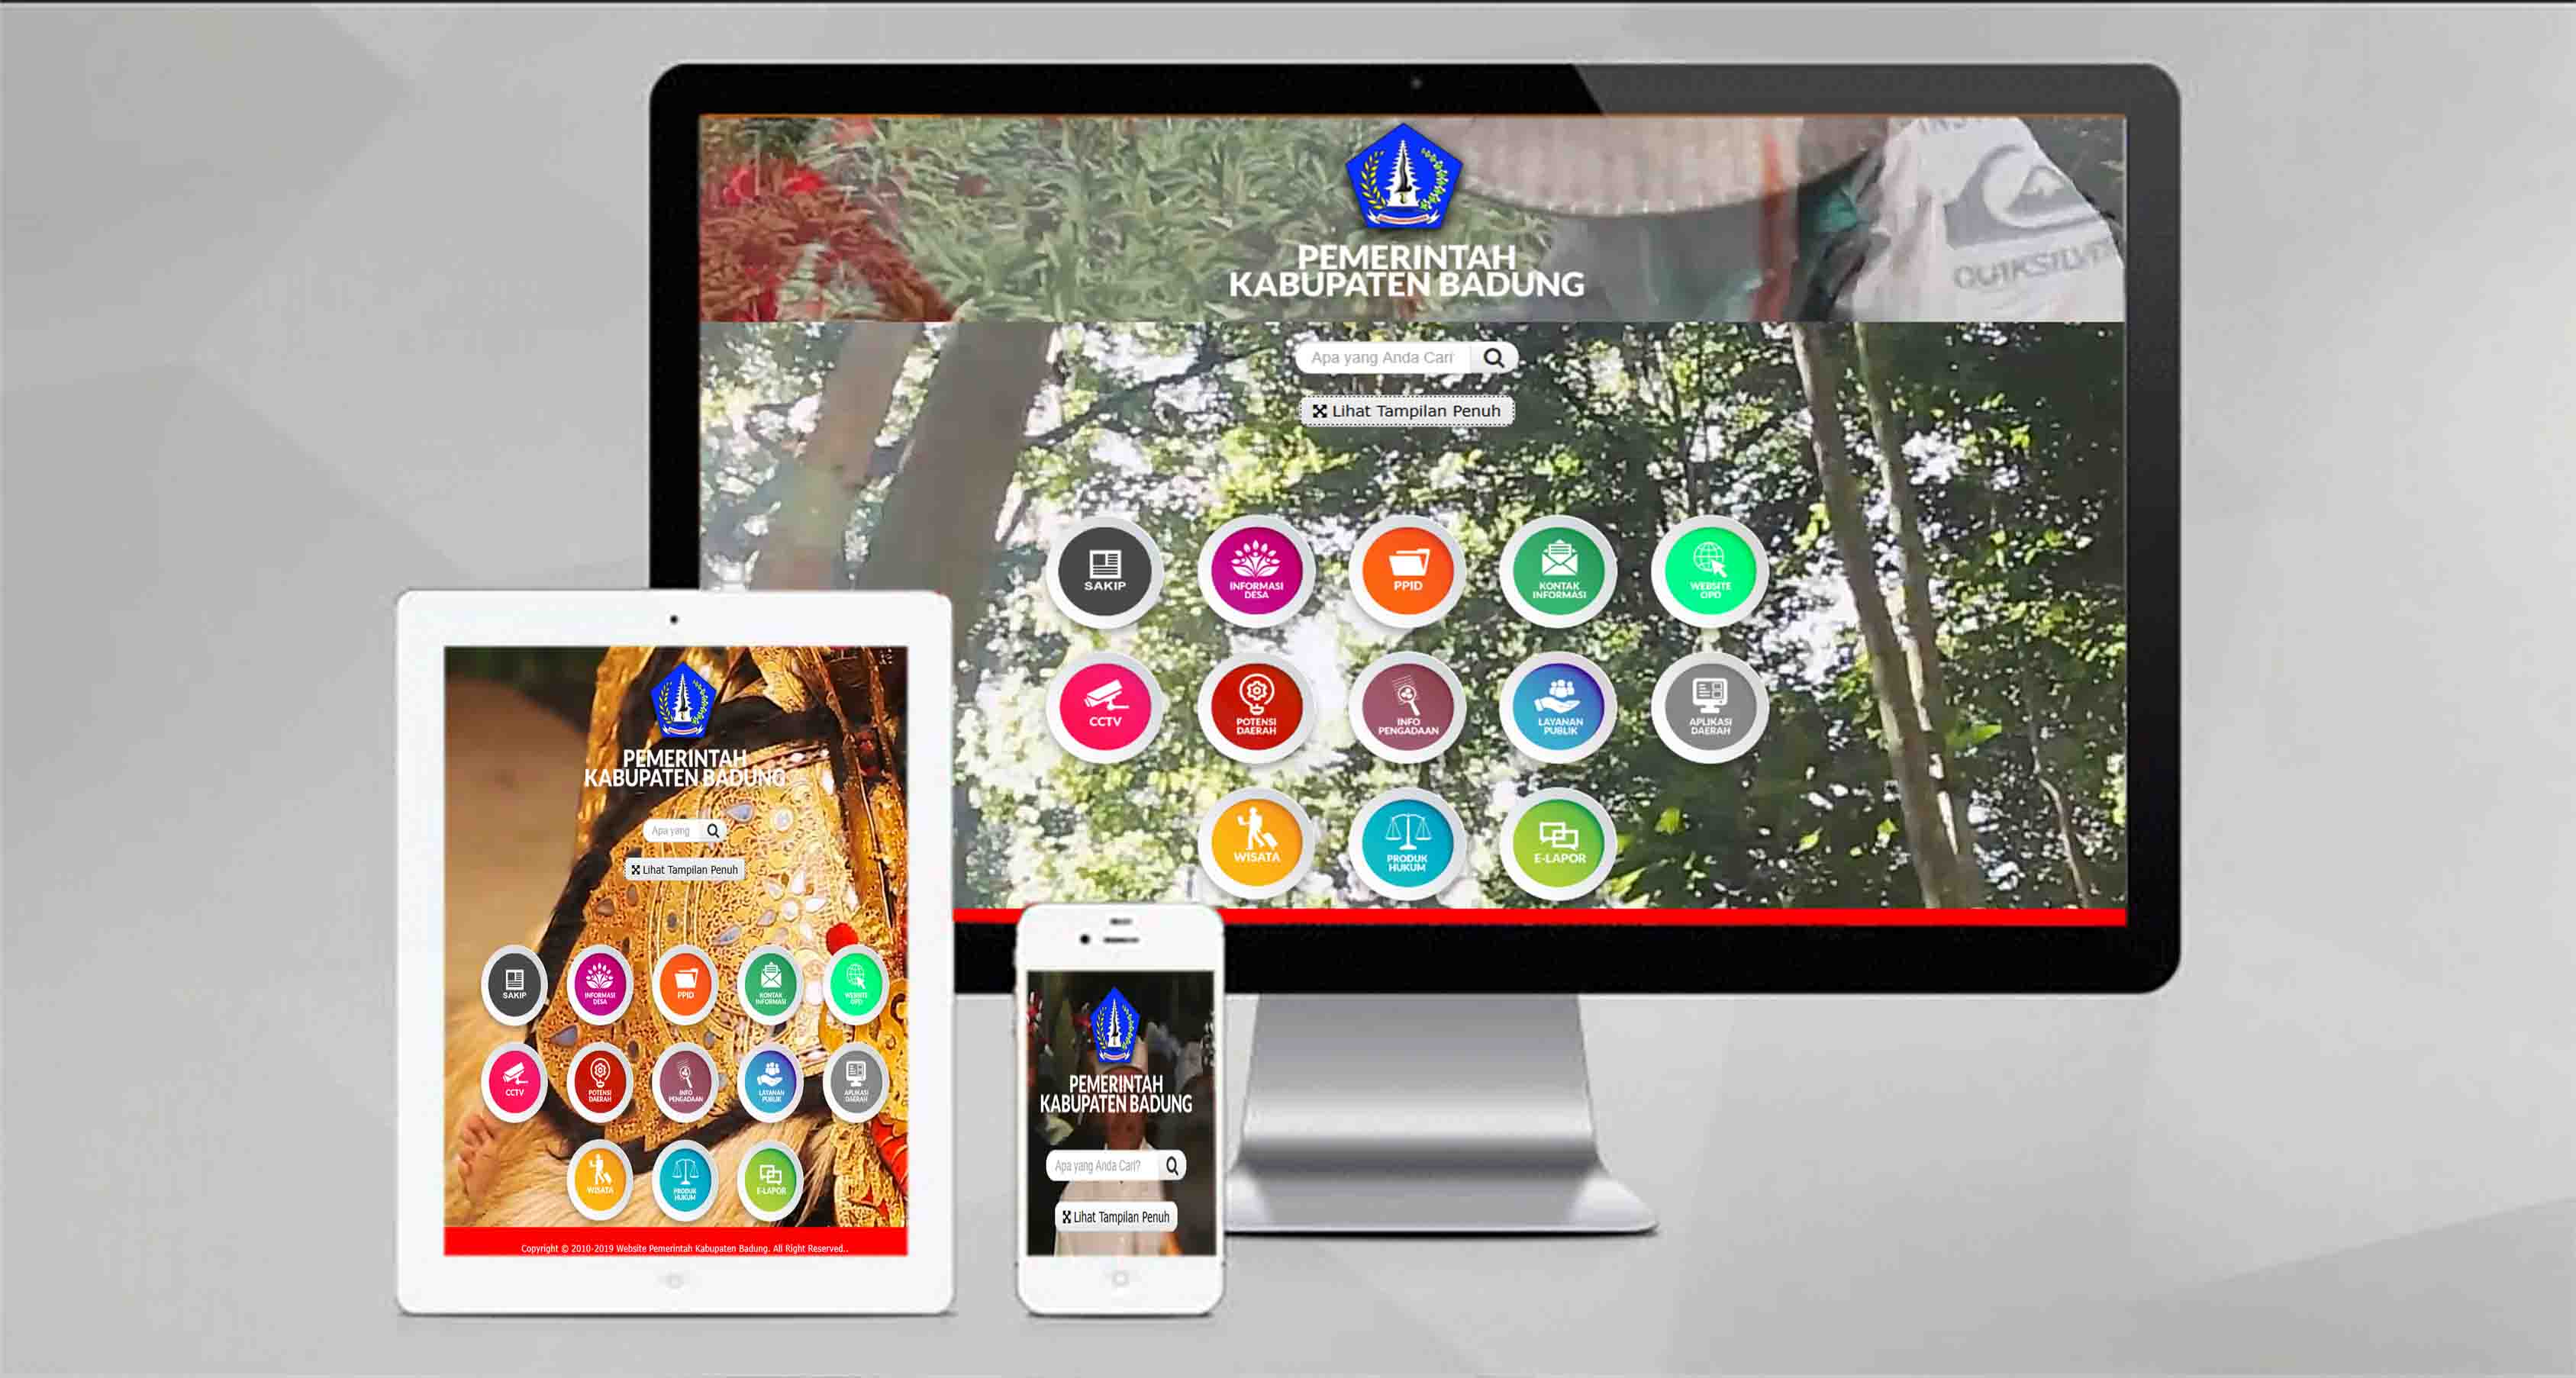 PEMERINTAH
KABUPATEN BADUNG
QUIKSILVE
Apa yang Anda Cari
Lihat Tampilan Penuh
SAKIP
INFORMASI
DESA
PPID
KONTAK
INFORMASI
WEBSITE
OPD
CCTV
POTENSI
DAERAH
INFO
PENGADAAN
LAYANAN
PUBLIK
APLIKASI
DAERAH
WISATA
PRODUK
HUKUM
E-LAPOR
PEMERINTAH
KABUPATEN BADUNG
Apa yang
Lihat Tampilan Penuh
SAKIP
INFORMASI
DESA
PPID
KONTAK
INFORMASI
WEBSITE
OPD
CCTV
POTENSI
DAERAH
INFO
PENGADAAN
LAYANAN
PUBLIK
APLIKASI
DAERAH
WISATA
PRODUK
HUKUM
E-LAPOR
Copyright © 2010-2019 Website Pemerintah Kabupaten Badung. All Right Reserved..
PEMERINTAH
KABUPATEN BADUNG
Apa yang Anda Cari?
Lihat Tampilan Penuh